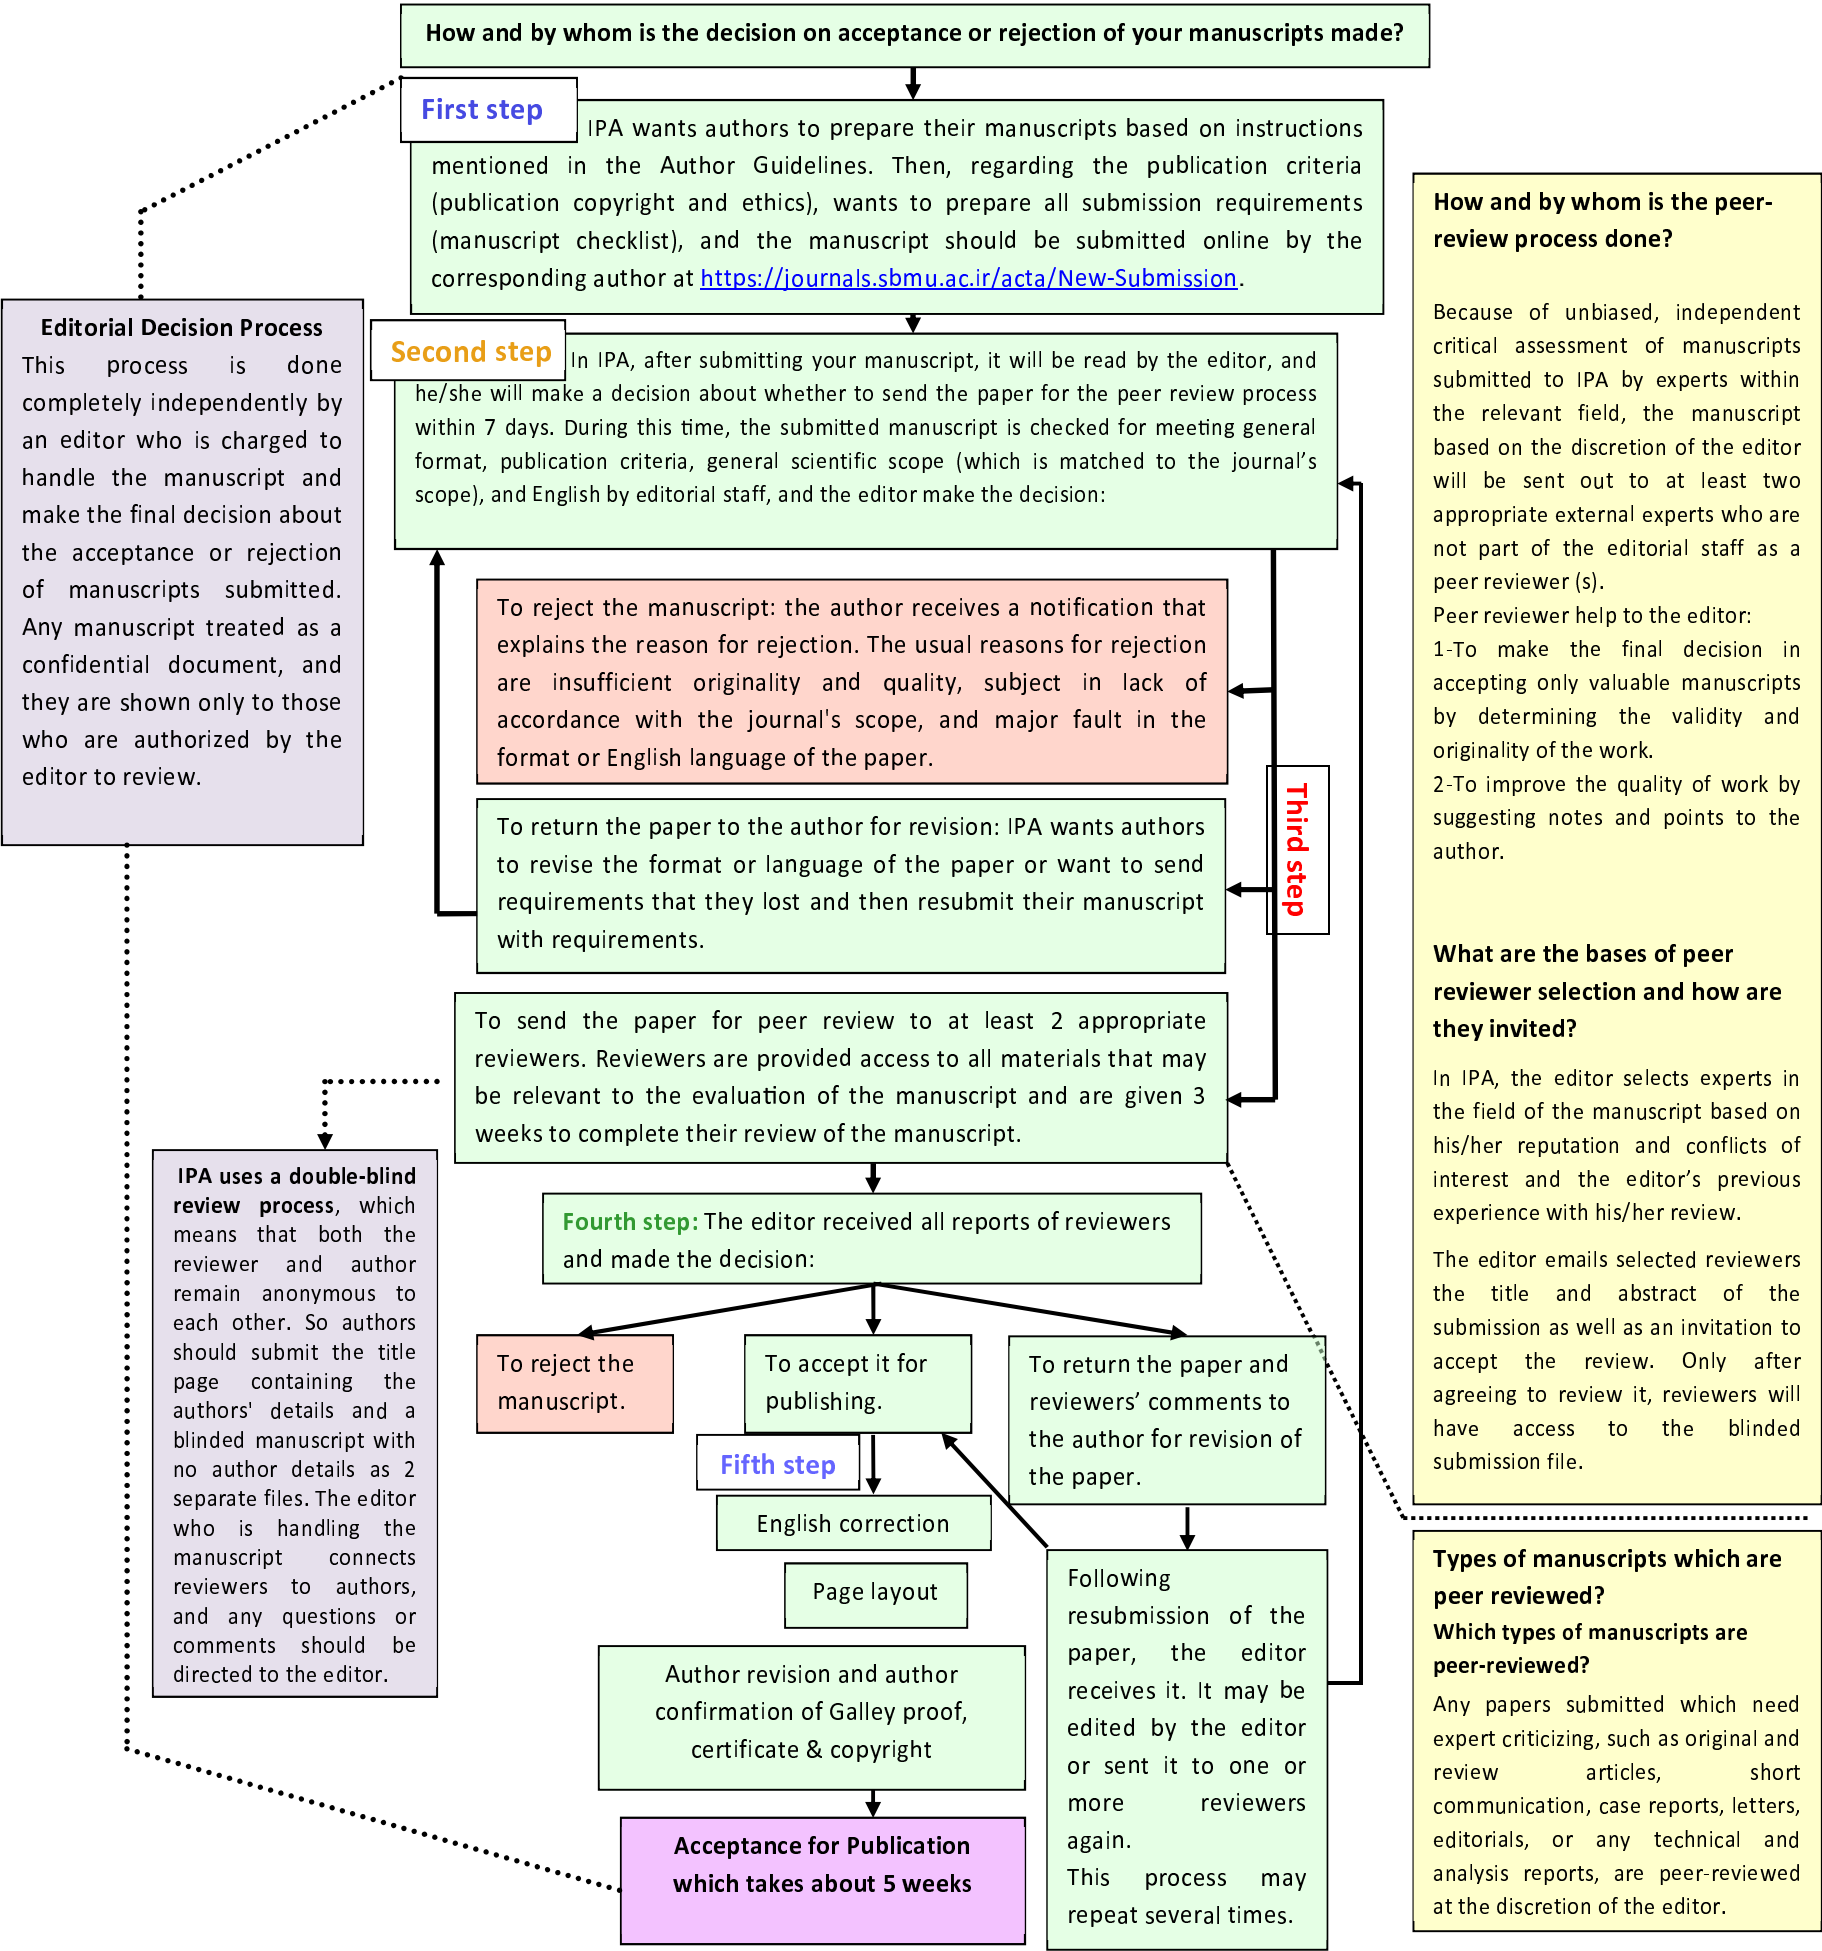 How and by whom is the decision on acceptance or rejection of your manuscripts made?
First step
IPA wants authors to prepare their manuscripts based on instructions
mentioned in the Author Guidelines. Then, regarding the publication criteria
(publication copyright and ethics), wants to prepare all submission requirements
(manuscript checklist), and the manuscript should be submitted online by the
corresponding author at https://journals.sbmu.ac.ir/acta/New-Submission.
Editorial Decision Process
This process is done
completely independently by
an editor who is charged to
handle the manuscript and
make the final decision about
the acceptance or rejection
of manuscripts submitted.
Any manuscript treated as a
confidential document, and
they are shown only to those
who are authorized by the
editor to review.
Second step
In IPA, after submitting your manuscript, it will be read by the editor, and
he/she will make a decision about whether to send the paper for the peer review process
within 7 days. During this time, the submitted manuscript is checked for meeting general
format, publication criteria, general scientific scope (which is matched to the journal's
scope), and English by editorial staff, and the editor make the decision:
To reject the manuscript: the author receives a notification that
explains the reason for rejection. The usual reasons for rejection
are insufficient originality and quality, subject in lack of
accordance with the journal's scope, and major fault in the
format or English language of the paper.
Third step
To return the paper to the author for revision: IPA wants authors
to revise the format or language of the paper or want to send
requirements that they lost and then resubmit their manuscript
with requirements.
To send the paper for peer review to at least 2 appropriate
reviewers. Reviewers are provided access to all materials that may
be relevant to the evaluation of the manuscript and are given 3
weeks to complete their review of the manuscript.
IPA uses a double-blind
review process, which
means that both the
reviewer and author
remain anonymous to
each other. So authors
should submit the title
page containing the
authors' details and a
blinded manuscript with
no author details as 2
separate files. The editor
who is handling the
manuscript connects
reviewers to authors,
and any questions or
comments should be
directed to the editor.
Fourth step: The editor received all reports of reviewers
and made the decision:
To reject the
manuscript.
To accept it for
publishing.
To return the paper and
reviewers' comments to
the author for revision of
the paper.
Fifth step
English correction
Page layout
Author revision and author
confirmation of Galley proof,
certificate & copyright
Acceptance for Publication
which takes about 5 weeks
Following
resubmission of the
paper, the editor
receives it. It may be
edited by the editor
or sent it to one or
more reviewers
again.
This process may
repeat several times.
How and by whom is the peer-
review process done?
Because of unbiased, independent
critical assessment of manuscripts
submitted to IPA by experts within
the relevant field, the manuscript
based on the discretion of the editor
will be sent out to at least two
appropriate external experts who are
not part of the editorial staff as a
peer reviewer (s).
Peer reviewer help to the editor:
1-To make the final decision in
accepting only valuable manuscripts
by determining the validity and
originality of the work.
2-To improve the quality of work by
suggesting notes and points to the
author.
What are the bases of peer
reviewer selection and how are
they invited?
In IPA, the editor selects experts in
the field of the manuscript based on
his/her reputation and conflicts of
interest and the editor's previous
experience with his/her review.
The editor emails selected reviewers
the title and abstract of the
submission as well as an invitation to
accept the review. Only after
agreeing to review it, reviewers will
have access to the blinded
submission file.
Types of manuscripts which are
peer reviewed?
Which types of manuscripts are
peer-reviewed?
Any papers submitted which need
expert criticizing, such as original and
review articles, short
communication, case reports, letters,
editorials, or any technical and
analysis reports, are peer-reviewed
at the discretion of the editor.